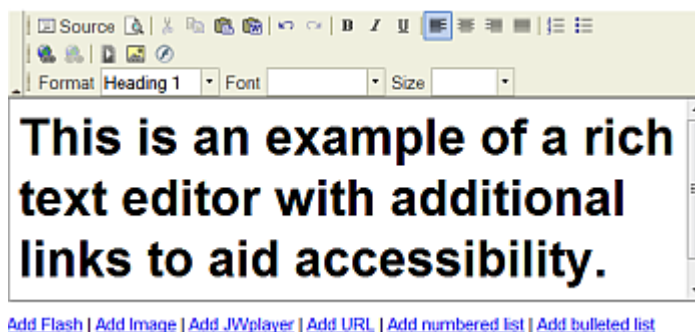 Source B I U
Format Heading 1 Font Size
This is an example of a rich
text editor with additional
links to aid accessibility.
Add Flash | Add Image | Add JWplayer | Add URL | Add numbered list | Add bulleted list